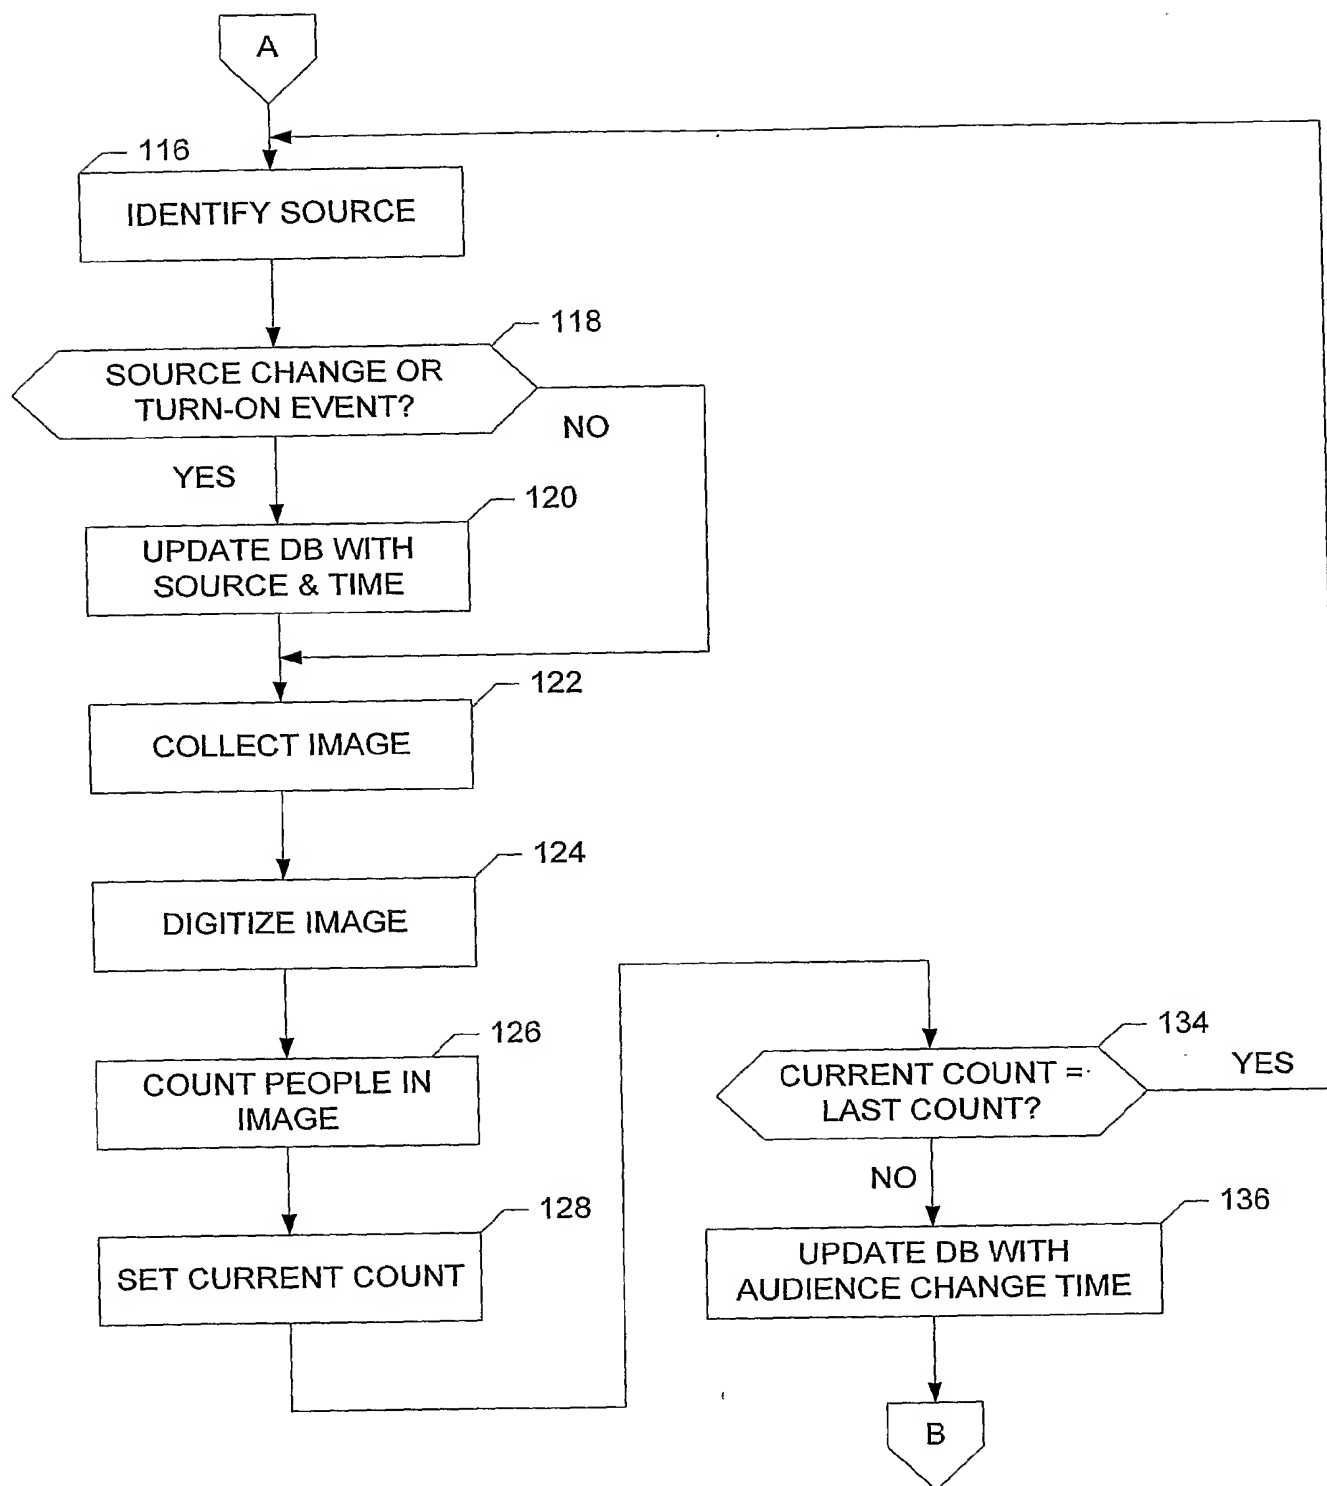 A
116
IDENTIFY SOURCE
118
SOURCE CHANGE OR
TURN-ON EVENT?
NO
YES
120
UPDATE DB WITH
SOURCE & TIME
122
COLLECT IMAGE
124
DIGITIZE IMAGE
126
COUNT PEOPLE IN
IMAGE
128
SET CURRENT COUNT
134
CURRENT COUNT =
LAST COUNT?
YES
NO
136
UPDATE DB WITH
AUDIENCE CHANGE TIME
B